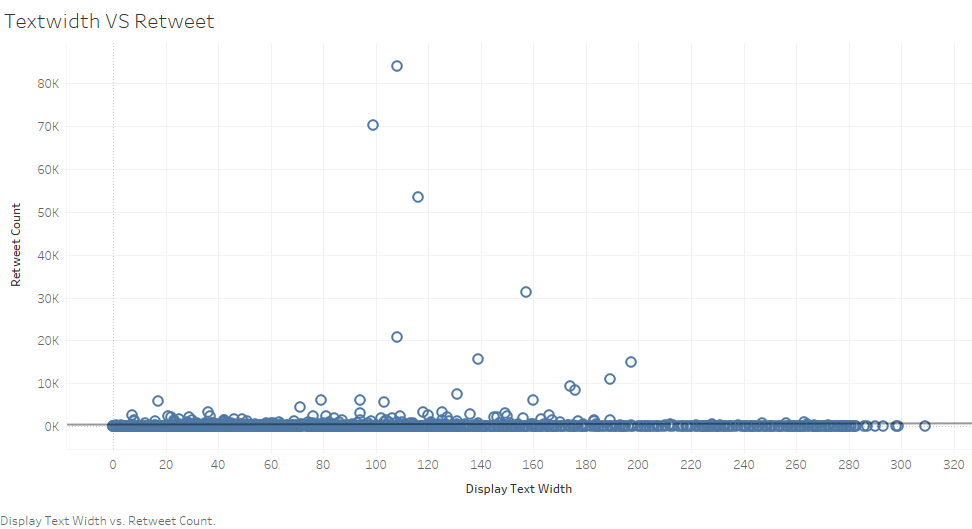 Textwidth VS Retweet
80K
70K
60K
50K
40K
30K
20K
10K
0K
Retweet Count
0 20 40 60 80 100 120 140 160 180 200 220 240 260 280 300 320
Display Text Width
Display Text Width vs. Retweet Count.